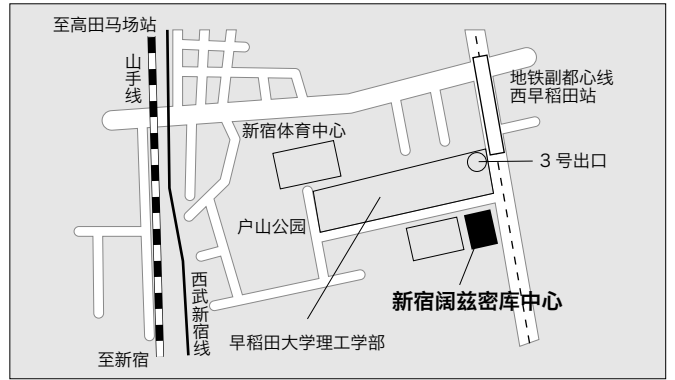 至高田马场站
山手线
地铁副都心线
西早稻田站
新宿体育中心
3 号出口
户山公园
西武新宿线
新宿阔兹密库中心
早稻田大学理工学部
至新宿